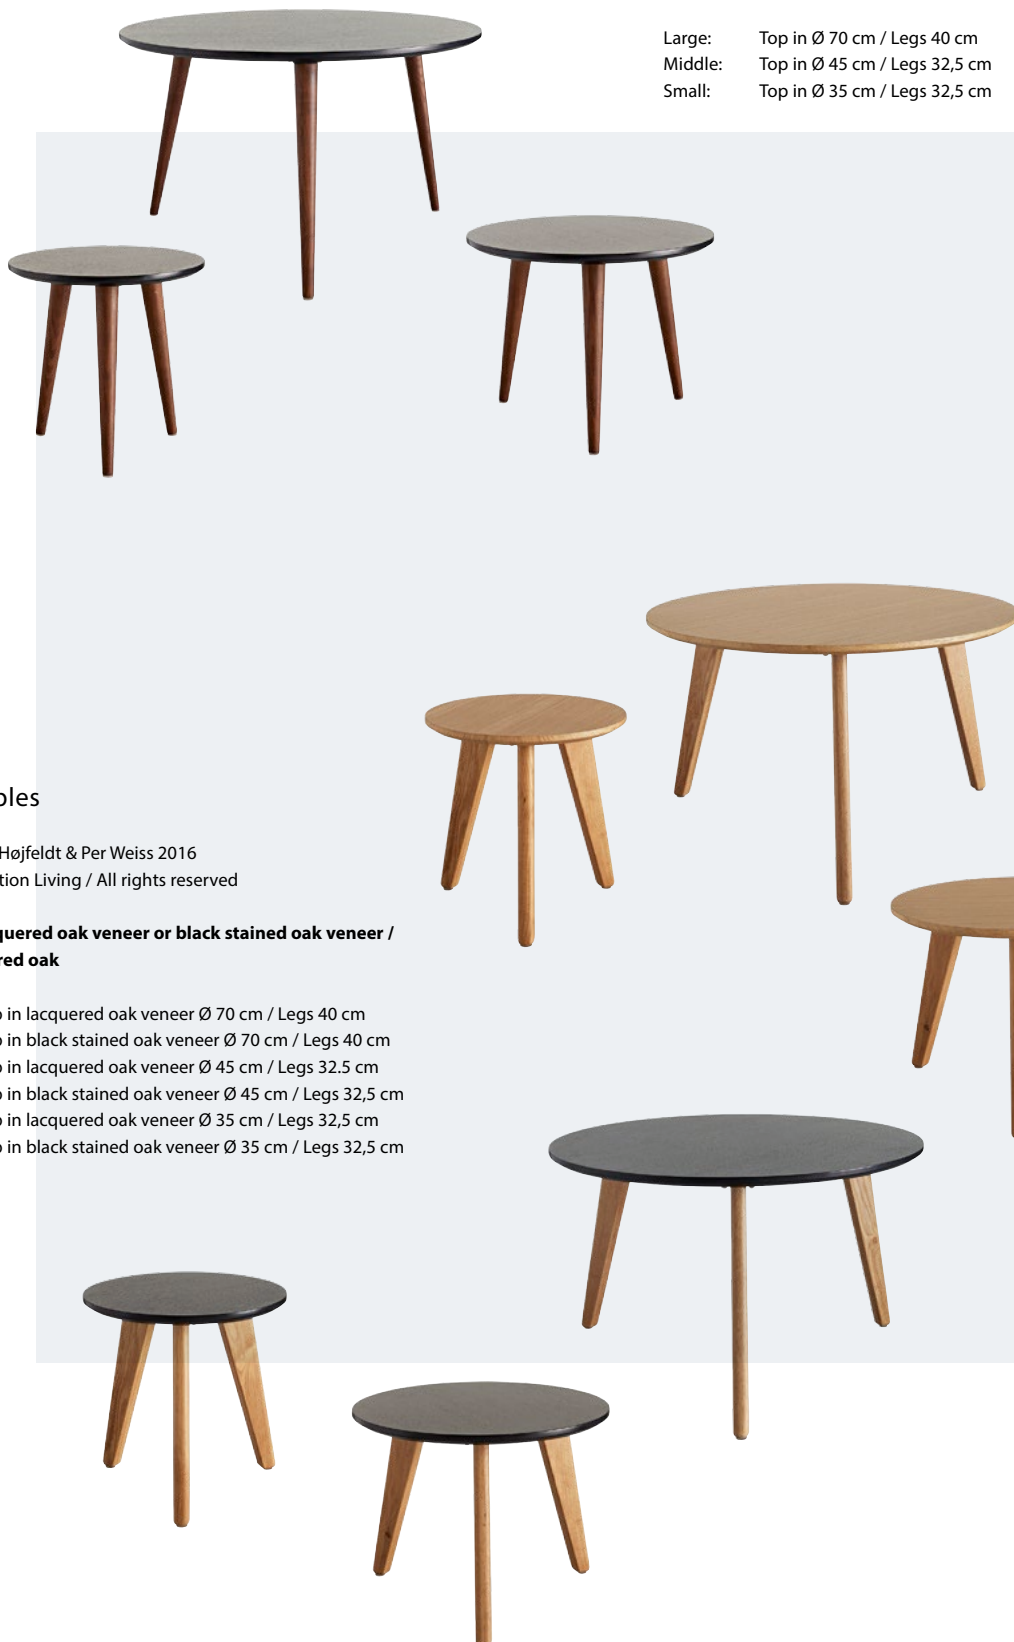 Large: Top in Ø 70 cm / Legs 40 cm
Middle: Top in Ø 45 cm / Legs 32,5 cm
Small: Top in Ø 35 cm / Legs 32,5 cm
Højfeldt & Per Weiss 2016
Living / All rights reserved
oak veneer or black stained oak veneer /
oak
in lacquered oak veneer Ø 70 cm / Legs 40 cm
in black stained oak veneer Ø 70 cm / Legs 40 cm
in lacquered oak veneer Ø 45 cm / Legs 32.5 cm
in black stained oak veneer Ø 45 cm / Legs 32,5 cm
in lacquered oak veneer Ø 35 cm / Legs 32,5 cm
in black stained oak veneer Ø 35 cm / Legs 32,5 cm